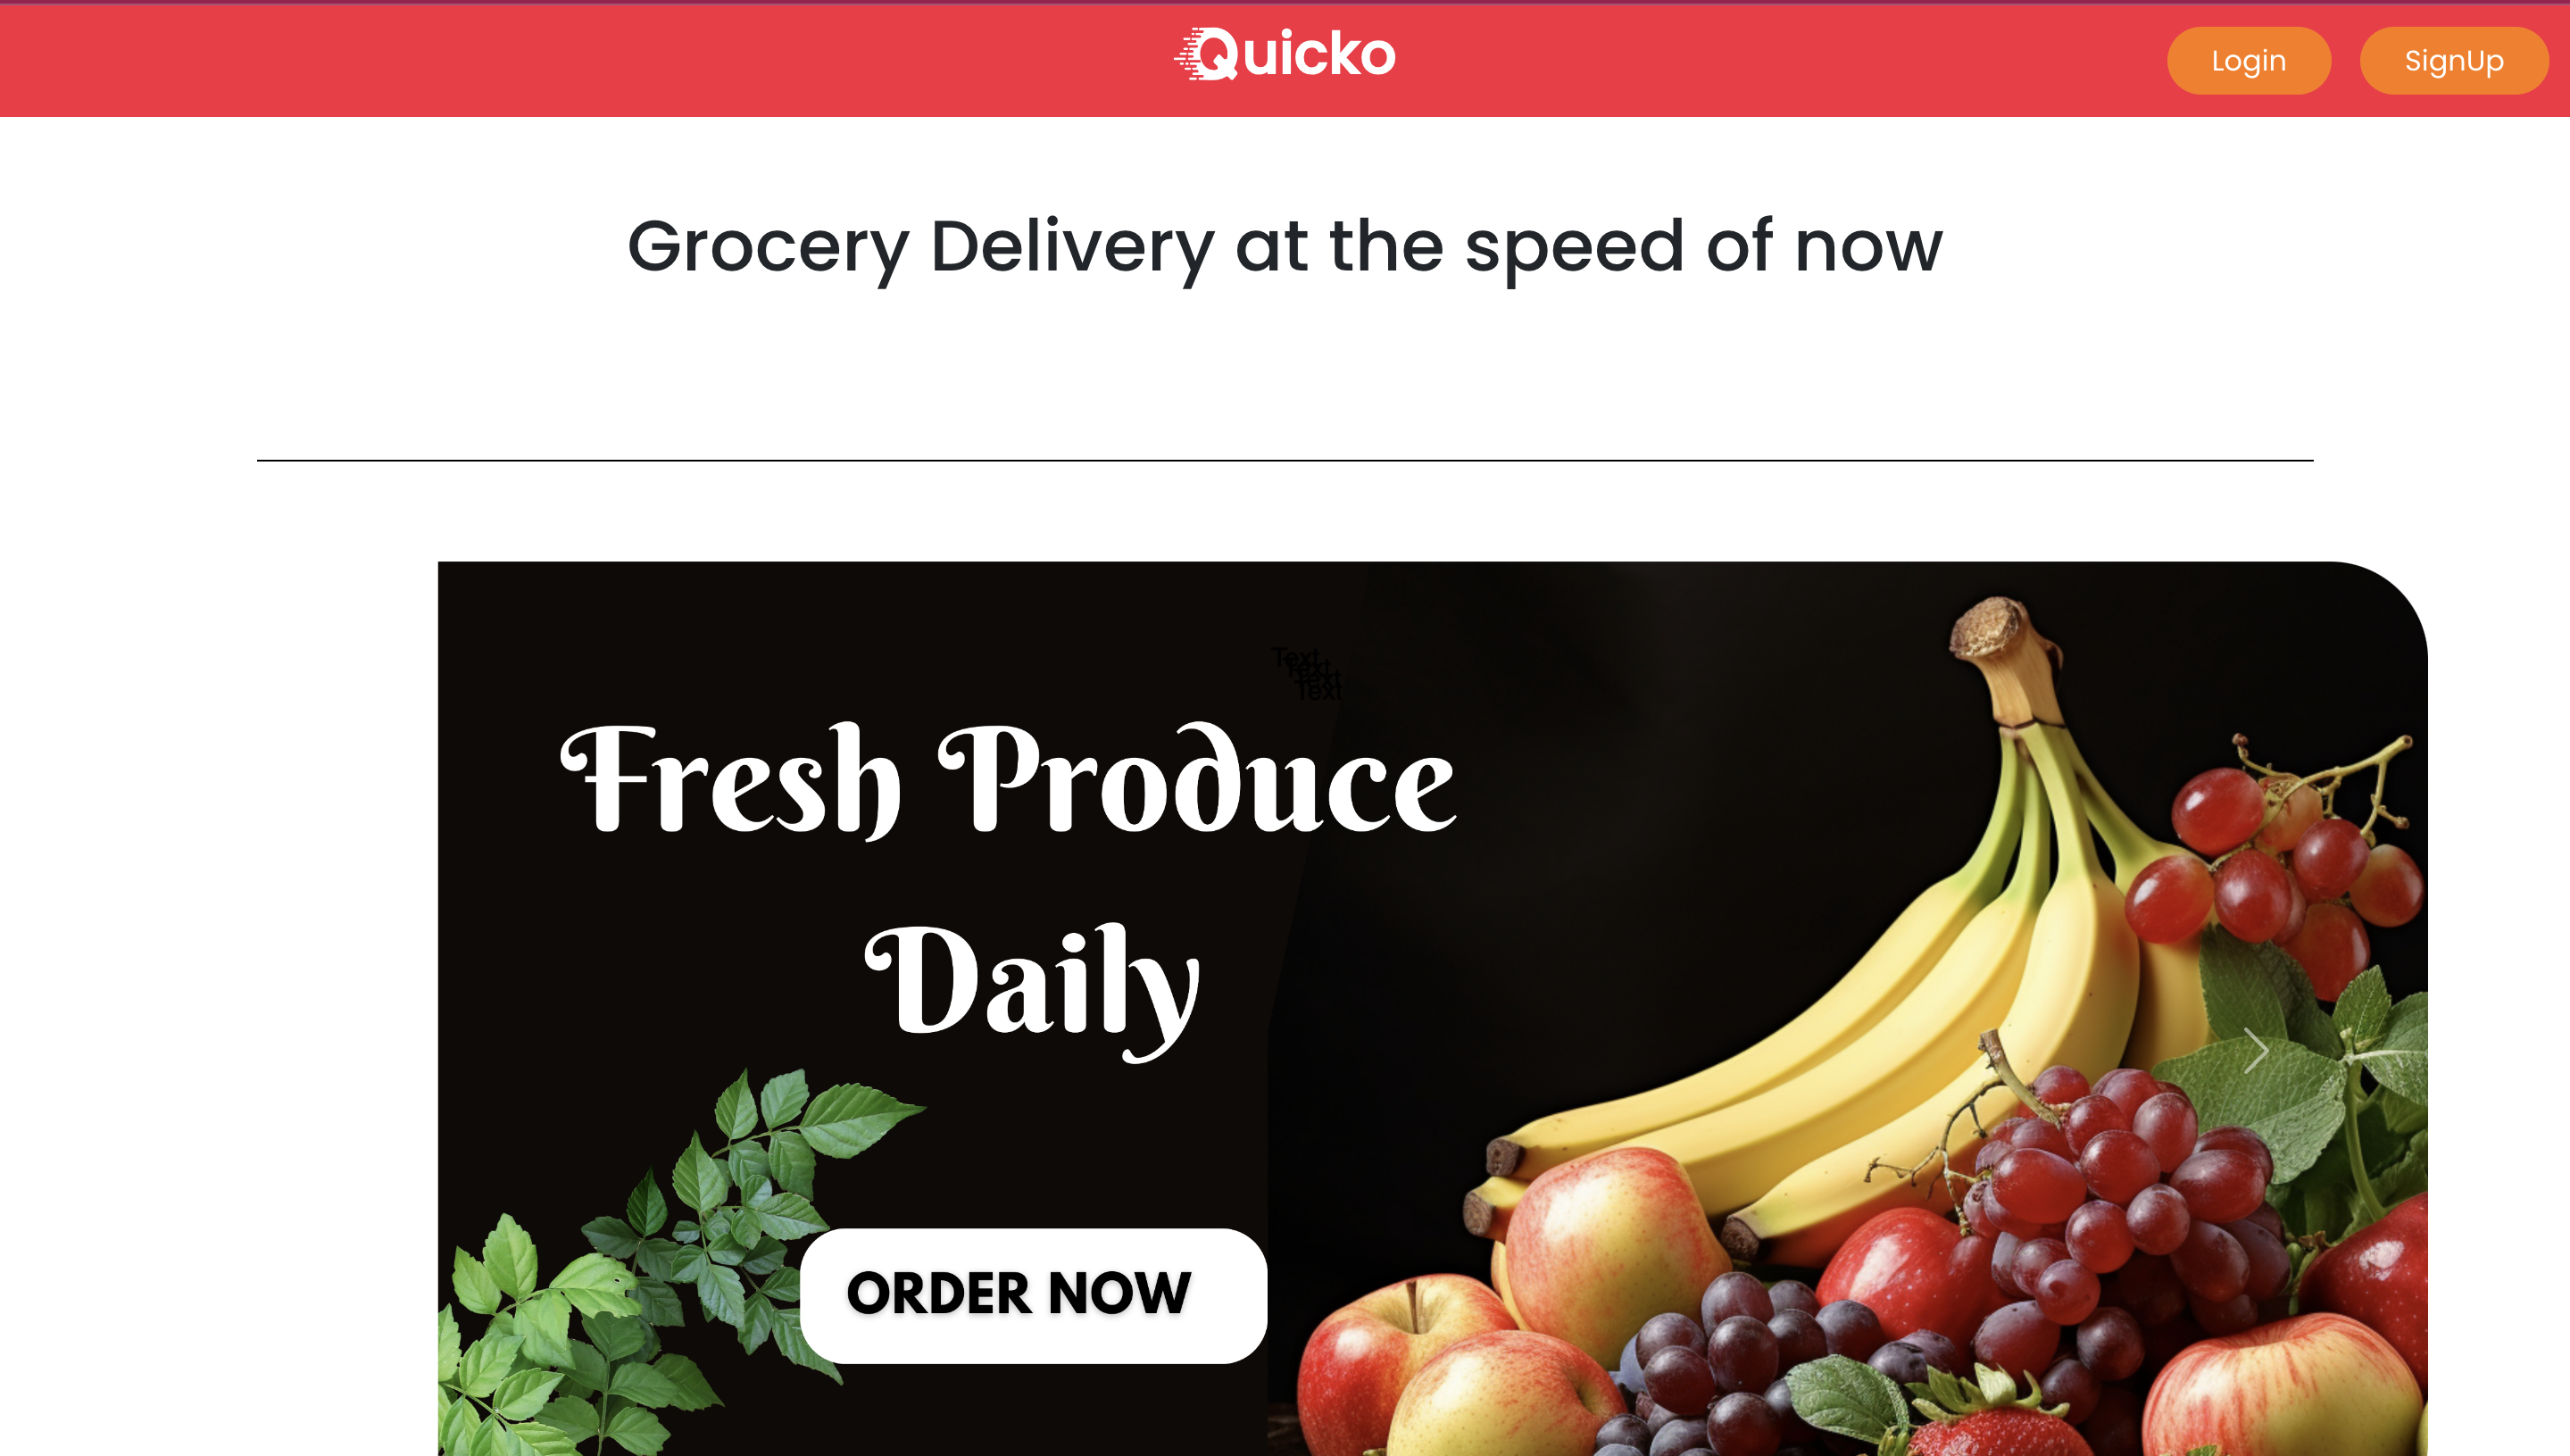 Quicko
Login
SignUp
Grocery Delivery at the speed of now
Text
Text
Text
Text
Fresh Produce
Daily
ORDER NOW